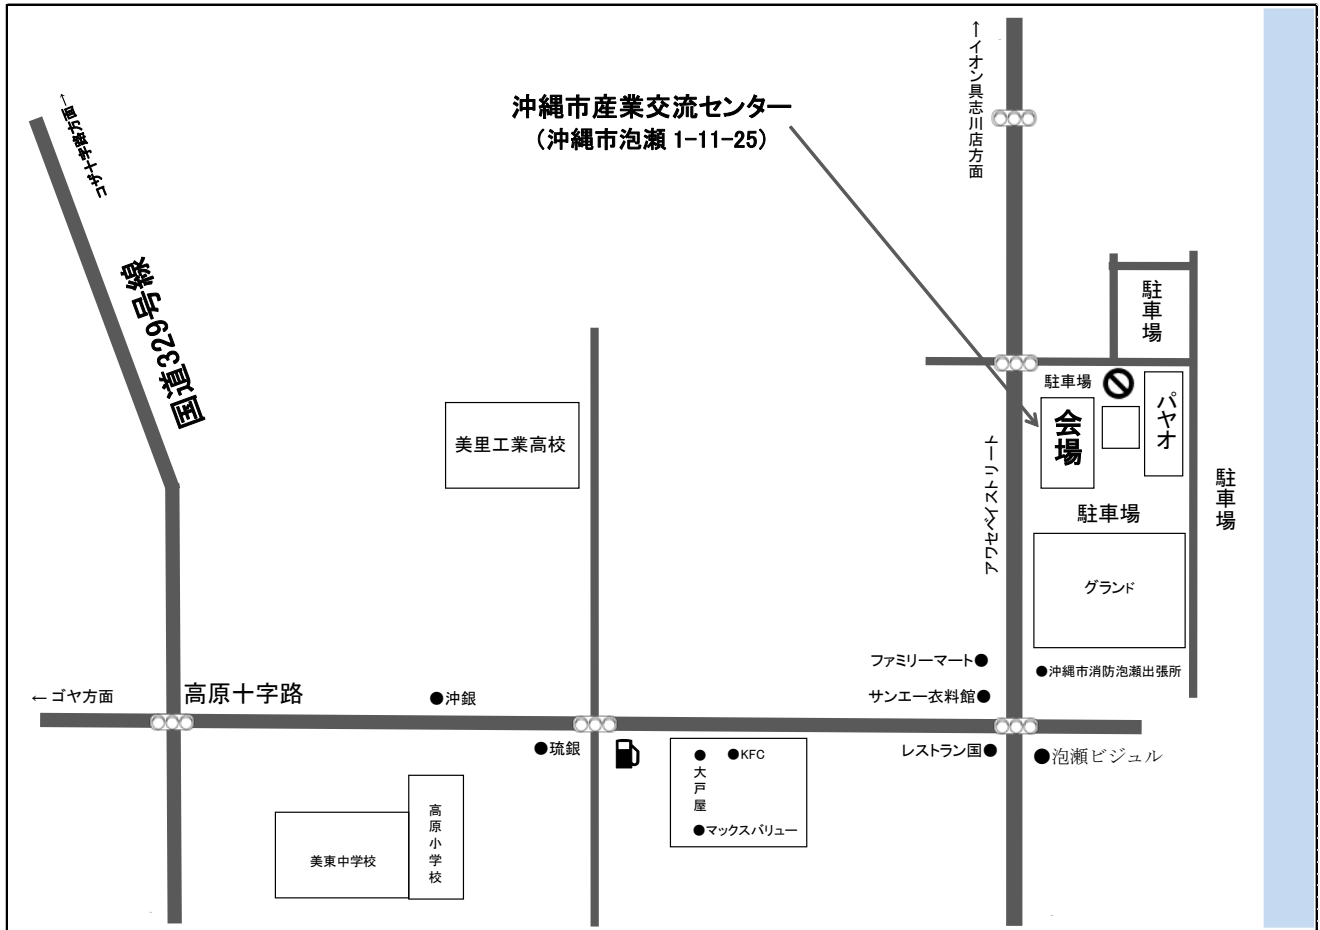 沖縄市産業交流センター
（沖縄市泡瀬 1-11-25）
←イオン具志川店方面
コザ十字路方面→
国道329号線
駐車場
駐車場
会場
パヤオ
美里工業高校
アワセベイストリート
駐車場
駐車場
グランド
ファミリーマート●
●沖縄市消防泡瀬出張所
←ゴヤ方面
高原十字路
●沖銀
サンエー衣料館●
●琉銀
レストラン国●
●泡瀬ビジュル
●大戸屋
●KFC
●マックスバリュー
高原小学校
美東中学校